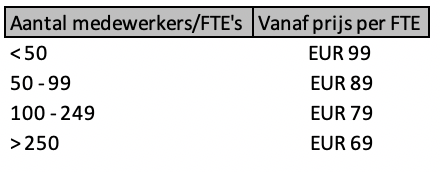 Aantal medewerkers/FTE's Vanaf prijs per FTE
<50 EUR 99
50 - 99 EUR 89
100 - 249 EUR 79
>250 EUR 69